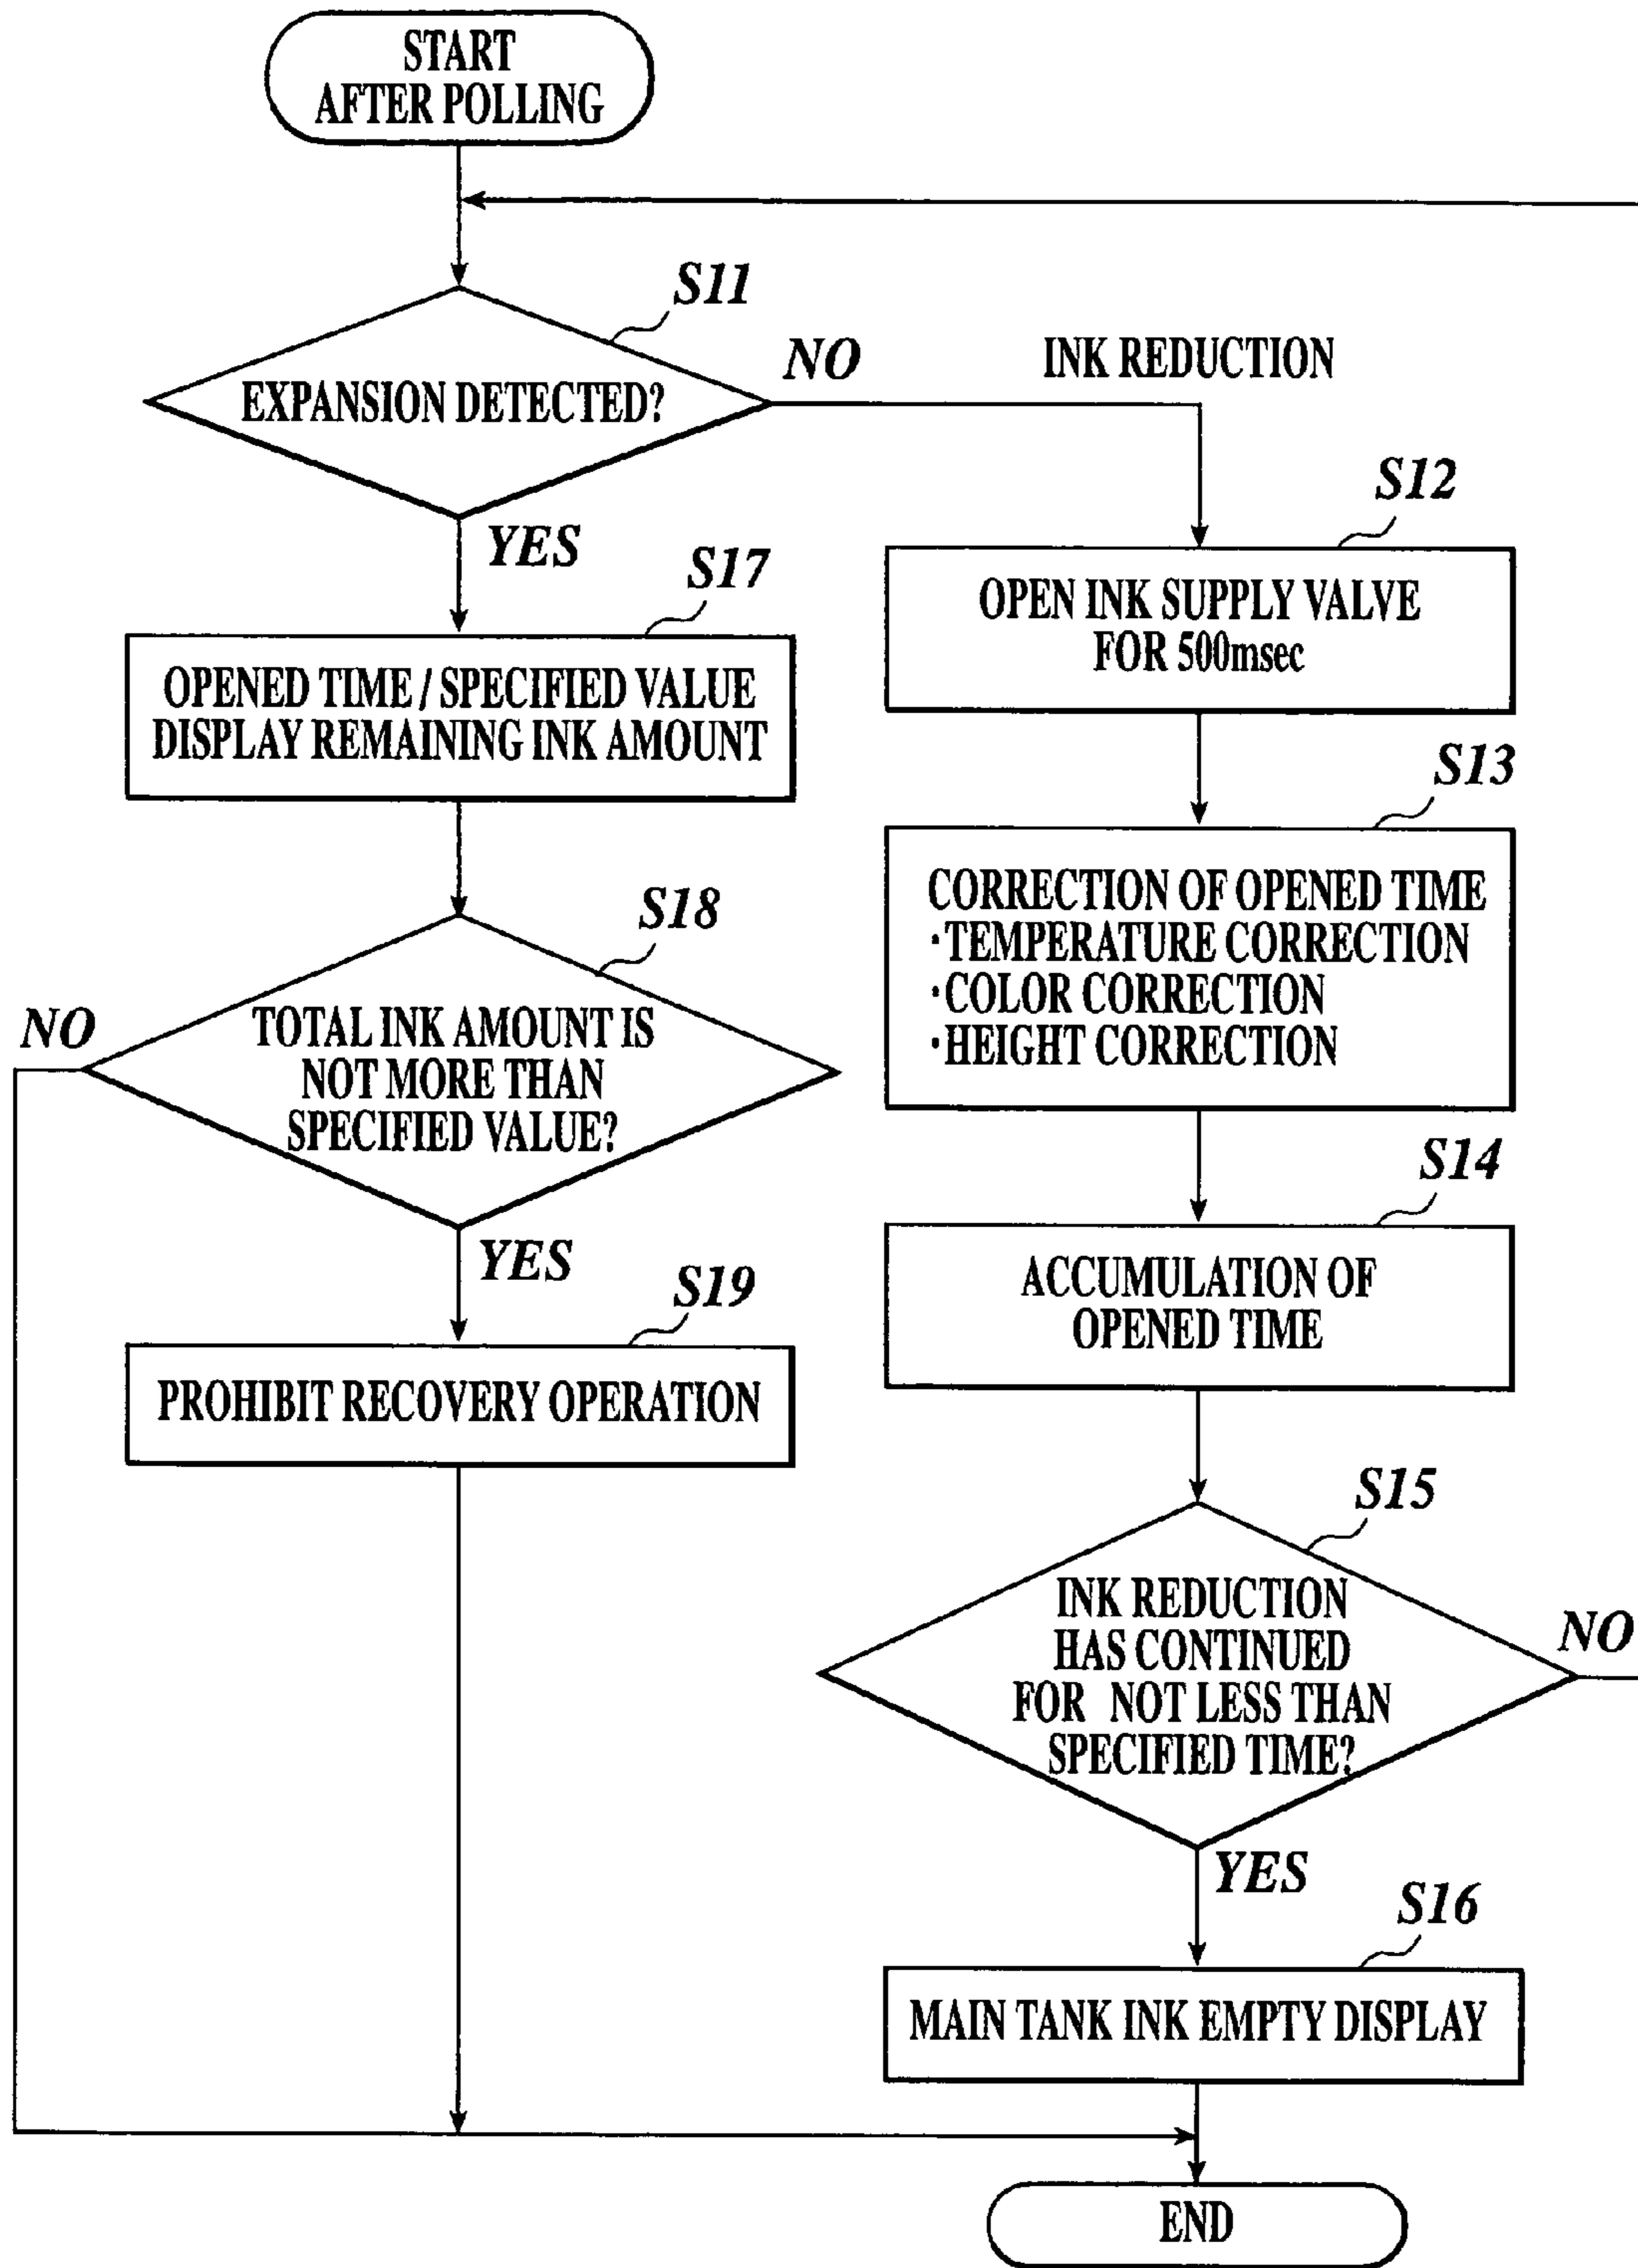 START
AFTER POLLING
S11
EXPANSION DETECTED?
NO
INK REDUCTION
YES
S12
OPEN INK SUPPLY VALVE
FOR 500msec
S17
OPENED TIME / SPECIFIED VALUE
DISPLAY REMAINING INK AMOUNT
S13
CORRECTION OF OPENED TIME
·TEMPERATURE CORRECTION
·COLOR CORRECTION
·HEIGHT CORRECTION
S18
NO
TOTAL INK AMOUNT IS
NOT MORE THAN
SPECIFIED VALUE?
YES
S14
ACCUMULATION OF
OPENED TIME
S19
PROHIBIT RECOVERY OPERATION
S15
INK REDUCTION
HAS CONTINUED
FOR NOT LESS THAN
SPECIFIED TIME?
NO
YES
S16
MAIN TANK INK EMPTY DISPLAY
END